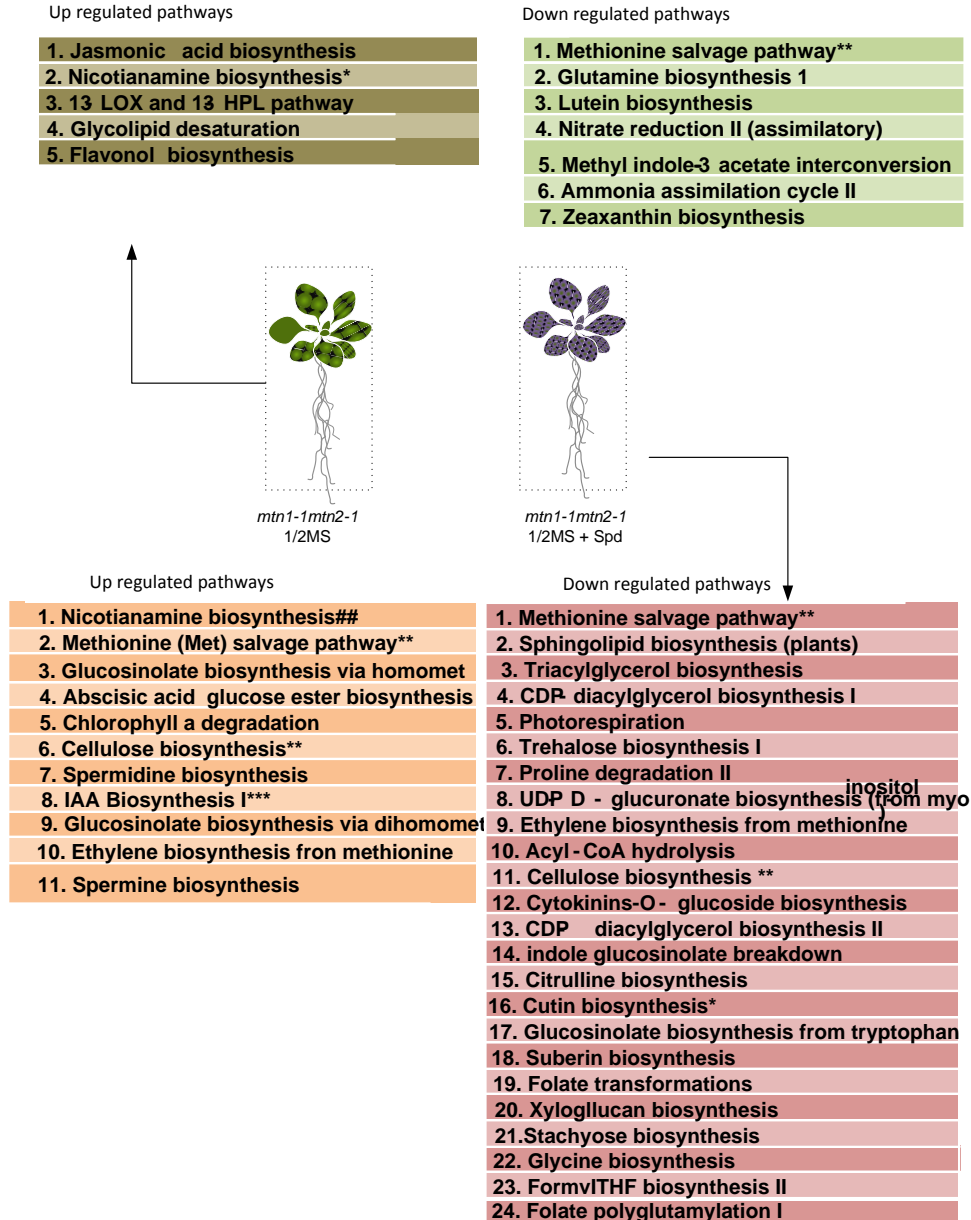 Up regulated pathways
1. Jasmonic acid biosynthesis
2. Nicotianamine biosynthesis*
3. 13 LOX and 13 HPL pathway
4. Glycolipid desaturation
5. Flavonol biosynthesis
Down regulated pathways
1. Methionine salvage pathway**
2. Glutamine biosynthesis 1
3. Lutein biosynthesis
4. Nitrate reduction II (assimilatory)
5. Methyl indole-3 acetate interconversion
6. Ammonia assimilation cycle II
7. Zeaxanthin biosynthesis
mtn1-1mtn2-1
1/2MS
mtn1-1mtn2-1
1/2MS + Spd
Up regulated pathways
1. Nicotianamine biosynthesis##
2. Methionine (Met) salvage pathway**
3. Glucosinolate biosynthesis via homomet
4. Abscisic acid glucose ester biosynthesis
5. Chlorophyll a degradation
6. Cellulose biosynthesis**
7. Spermidine biosynthesis
8. IAA Biosynthesis I***
9. Glucosinolate biosynthesis via dihomomet
10. Ethylene biosynthesis fron methionine
11. Spermine biosynthesis
Down regulated pathways
1. Methionine salvage pathway**
2. Sphingolipid biosynthesis (plants)
3. Triacylglycerol biosynthesis
4. CDP- diacylglycerol biosynthesis I
5. Photorespiration
6. Trehalose biosynthesis I
7. Proline degradation II
8. UDP D - glucuronate biosynthesis (from myo
inositol
)
9. Ethylene biosynthesis from methionine
10. Acyl-CoA hydrolysis
11. Cellulose biosynthesis **
12. Cytokinins-O- glucoside biosynthesis
13. CDP diacylglycerol biosynthesis II
14. indole glucosinolate breakdown
15. Citrulline biosynthesis
16. Cutin biosynthesis*
17. Glucosinolate biosynthesis from tryptophan
18. Suberin biosynthesis
19. Folate transformations
20. Xylogllucan biosynthesis
21.Stachyose biosynthesis
22. Glycine biosynthesis
23. FormvlTHF biosynthesis II
24. Folate polyglutamylation I